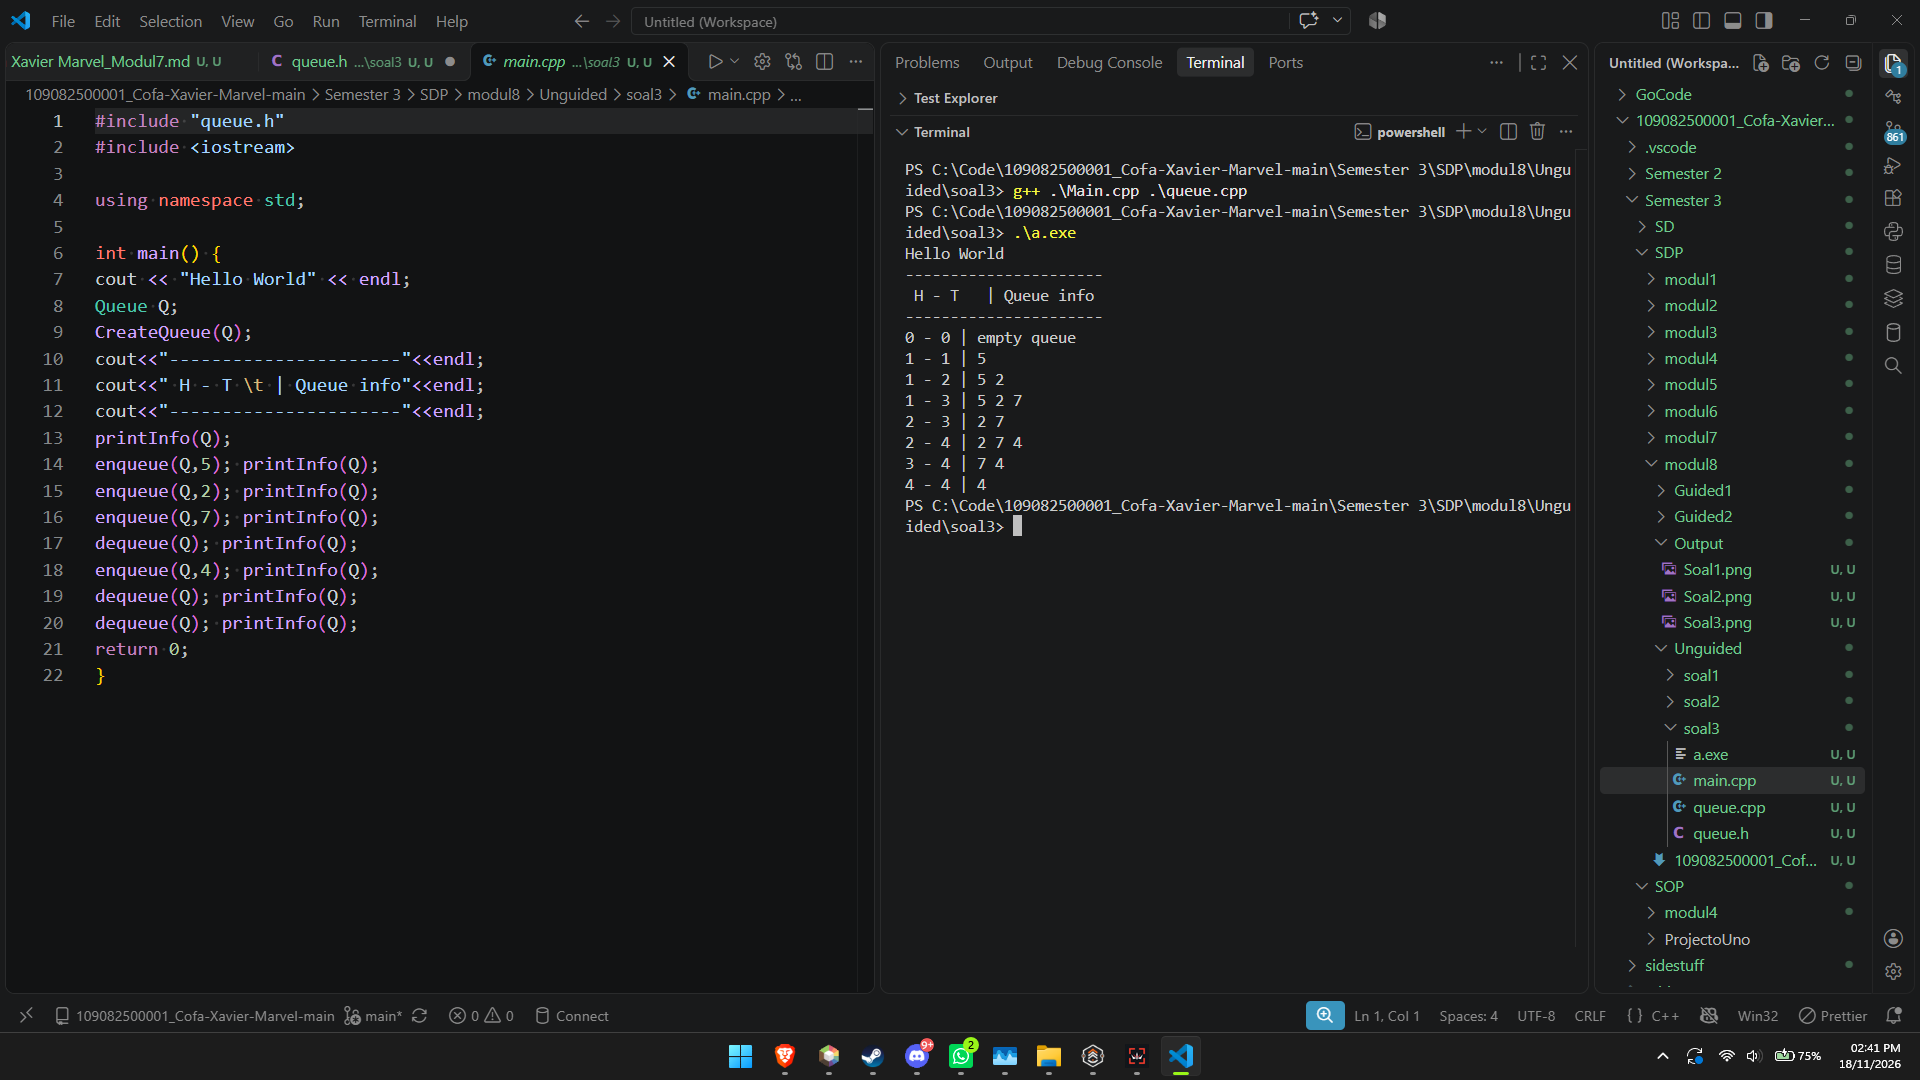 File Edit Selection View Go Run Terminal Help
Untitled (Workspace)
Xavier Marvel_Modul7.md U, U
queue.h ...\soal3 U, U
main.cpp ...\soal3 U, U
109082500001_Cofa-Xavier-Marvel-main > Semester 3 > SDP > modul8 > Unguided > soal3 > main.cpp > ...
1 #include "queue.h"
2 #include <iostream>
3
4 using namespace std;
5
6 int main() {
7 cout << "Hello World" << endl;
8 Queue Q;
9 CreateQueue(Q);
10 cout<<"----------------------"<<endl;
11 cout<<" H - T \t | Queue info"<<endl;
12 cout<<"----------------------"<<endl;
13 printInfo(Q);
14 enqueue(Q,5); printInfo(Q);
15 enqueue(Q,2); printInfo(Q);
16 enqueue(Q,7); printInfo(Q);
17 dequeue(Q); printInfo(Q);
18 enqueue(Q,4); printInfo(Q);
19 dequeue(Q); printInfo(Q);
20 dequeue(Q); printInfo(Q);
21 return 0;
22 }
Problems Output Debug Console Terminal Ports
Test Explorer
Terminal
powershell
PS C:\Code\109082500001_Cofa-Xavier-Marvel-main\Semester 3\SDP\modul8\Ungu
ided\soal3> g++ .\Main.cpp .\queue.cpp
PS C:\Code\109082500001_Cofa-Xavier-Marvel-main\Semester 3\SDP\modul8\Ungu
ided\soal3> .\a.exe
Hello World
----------------------
H - T | Queue info
----------------------
0 - 0 | empty queue
1 - 1 | 5
1 - 2 | 5 2
1 - 3 | 5 2 7
2 - 3 | 2 7
2 - 4 | 2 7 4
3 - 4 | 7 4
4 - 4 | 4
PS C:\Code\109082500001_Cofa-Xavier-Marvel-main\Semester 3\SDP\modul8\Ungu
ided\soal3>
Untitled (Workspa...
GoCode
109082500001_Cofa-Xavier...
.vscode
Semester 2
Semester 3
SD
SDP
modul1
modul2
modul3
modul4
modul5
modul6
modul7
modul8
Guided1
Guided2
Output
Soal1.png U, U
Soal2.png U, U
Soal3.png U, U
Unguided
soal1
soal2
soal3
a.exe U, U
main.cpp U, U
queue.cpp U, U
queue.h U, U
109082500001_Cof... U, U
SOP
modul4
ProjectoUno
sidestuff
1
861
109082500001_Cofa-Xavier-Marvel-main main* 0 0 Connect
Ln 1, Col 1 Spaces: 4 UTF-8 CRLF {} C++ Win32 Prettier
9+
2
75%
02:41 PM
18/11/2026